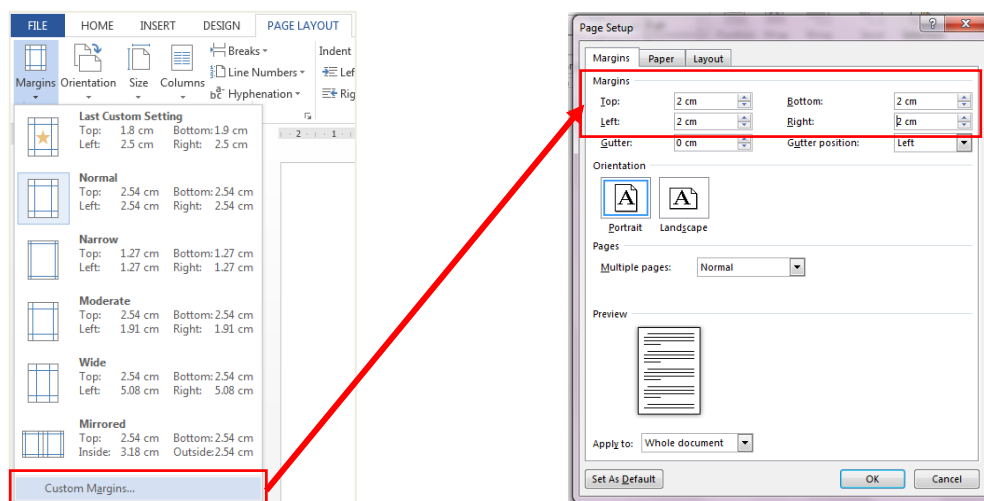 FILE HOME INSERT DESIGN PAGE LAYOUT
Breaks Indent
Line Numbers Lef
Margins Orientation Size Columns
bc Hyphenation Rig
Last Custom Setting
Top: 1.8 cm Bottom: 1.9 cm
Left: 2.5 cm Right: 2.5 cm
2 1
Normal
Top: 2.54 cm Bottom: 2.54 cm
Left: 2.54 cm Right: 2.54 cm
Narrow
Top: 1.27 cm Bottom: 1.27 cm
Left: 1.27 cm Right: 1.27 cm
Moderate
Top: 2.54 cm Bottom: 2.54 cm
Left: 1.91 cm Right: 1.91 cm
Wide
Top: 2.54 cm Bottom: 2.54 cm
Left: 5.08 cm Right: 5.08 cm
Mirrored
Top: 2.54 cm Bottom: 2.54 cm
Inside: 3.18 cm Outside: 2.54 cm
Custom Margins...
Page Setup
Margins Paper Layout
Margins
Top: 2 cm Bottom: 2 cm
Left: 2 cm Right: 2 cm
Gutter: 0 cm Gutter position: Left
Orientation
A A
Portrait Landscape
Pages
Multiple pages: Normal
Preview
Apply to: Whole document
Set As Default OK Cancel